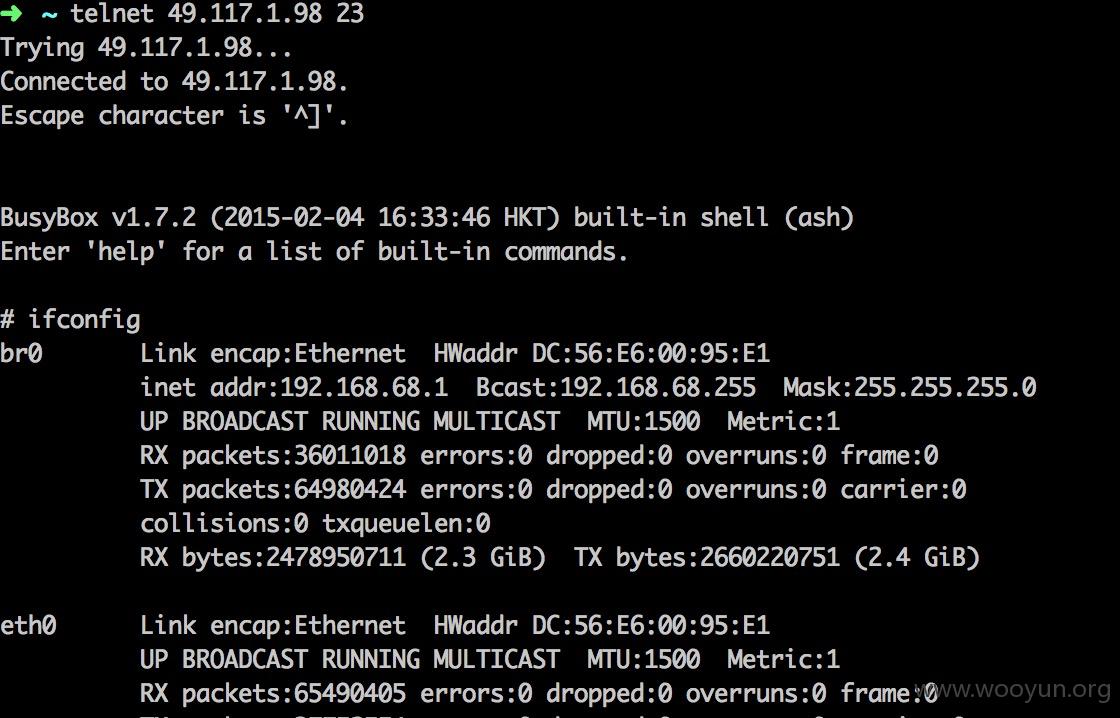 ➜ ~ telnet 49.117.1.98 23
Trying 49.117.1.98...
Connected to 49.117.1.98.
Escape character is '^]'.
BusyBox v1.7.2 (2015-02-04 16:33:46 HKT) built-in shell (ash)
Enter 'help' for a list of built-in commands.
# ifconfig
br0 Link encap:Ethernet HWaddr DC:56:E6:00:95:E1
inet addr:192.168.68.1 Bcast:192.168.68.255 Mask:255.255.255.0
UP BROADCAST RUNNING MULTICAST MTU:1500 Metric:1
RX packets:36011018 errors:0 dropped:0 overruns:0 frame:0
TX packets:64980424 errors:0 dropped:0 overruns:0 carrier:0
collisions:0 txqueuelen:0
RX bytes:2478950711 (2.3 GiB) TX bytes:2660220751 (2.4 GiB)
eth0 Link encap:Ethernet HWaddr DC:56:E6:00:95:E1
UP BROADCAST RUNNING MULTICAST MTU:1500 Metric:1
RX packets:65490405 errors:0 dropped:0 overruns:0 frame:0
www.wooyun.org